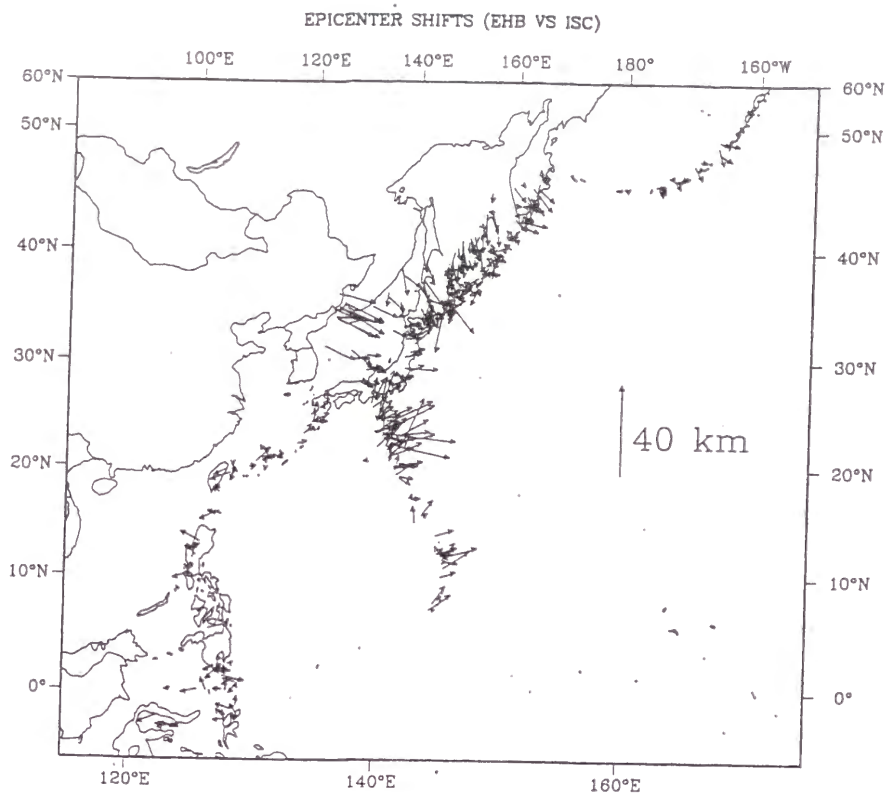 EPICENTER SHIFTS (EHB VS ISC)
100°E 120°E 140°E 160°E 180° 160°W
60°N 60°N
50°N 50°N
40°N 40°N
30°N 30°N
40 km
20°N 20°N
10°N 10°N
0° 0°
120°E 140°E 160°E